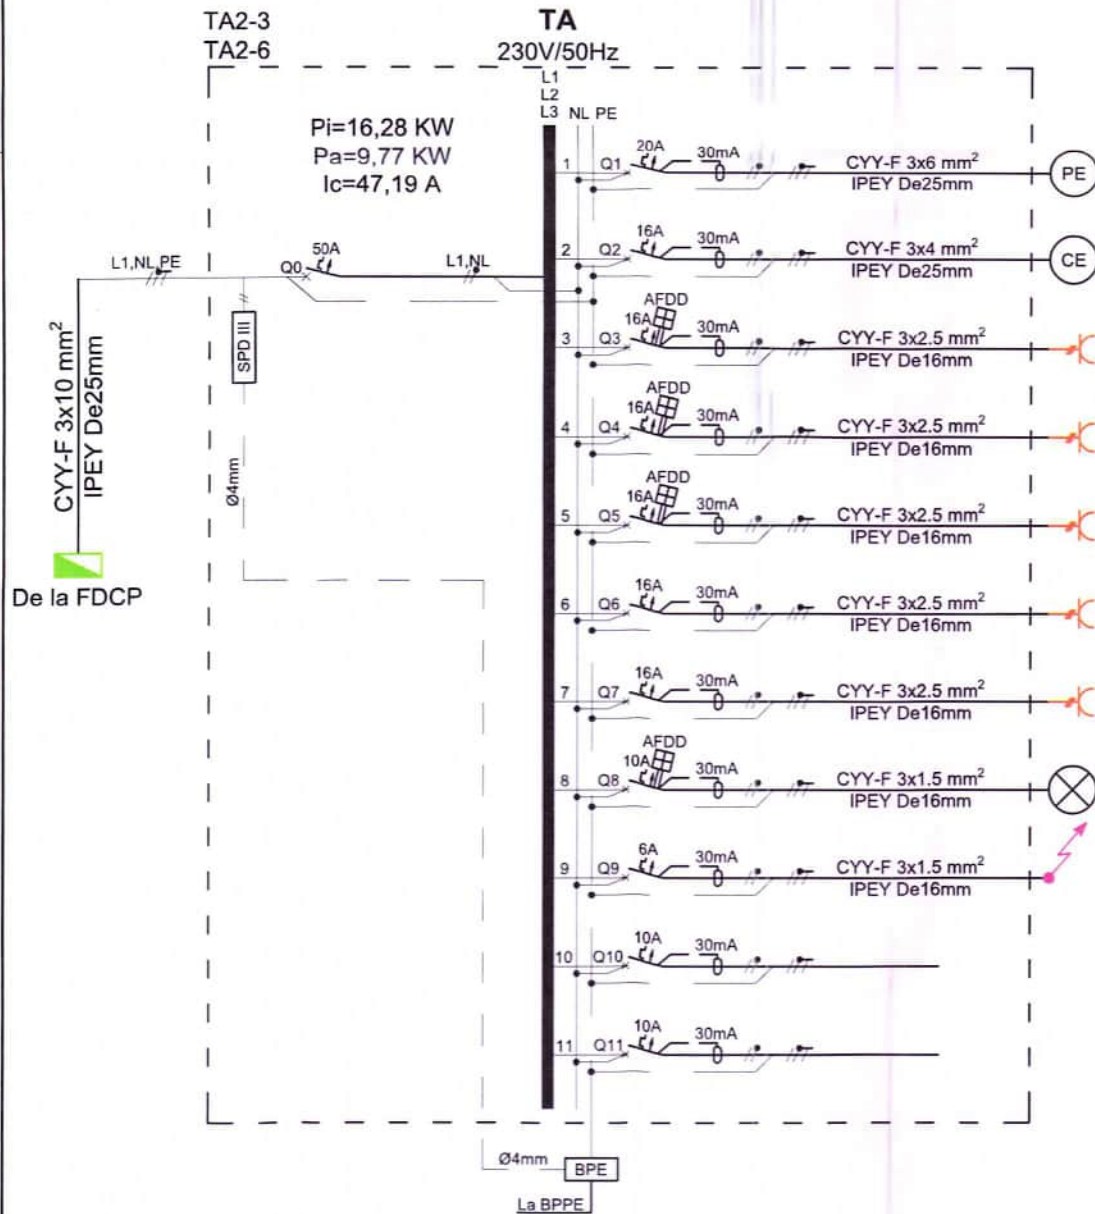 TA2-3
TA2-6
TA
230V/50Hz
L1
L2
L3 NL PE
Pi=16,28 KW
Pa=9,77 KW
Ic=47,19 A
L1,NL,PE
Q0
50A
L1,NL
SPD III
Ø4mm
CYY-F 3x10 mm²
IPEY De25mm
De la FDCP
1 Q1 20A 30mA CYY-F 3x6 mm²
IPEY De25mm
PE
2 Q2 16A 30mA CYY-F 3x4 mm²
IPEY De25mm
CE
AFDD
3 Q3 16A 30mA CYY-F 3x2.5 mm²
IPEY De16mm
AFDD
4 Q4 16A 30mA CYY-F 3x2.5 mm²
IPEY De16mm
AFDD
5 Q5 16A 30mA CYY-F 3x2.5 mm²
IPEY De16mm
6 Q6 16A 30mA CYY-F 3x2.5 mm²
IPEY De16mm
7 Q7 16A 30mA CYY-F 3x2.5 mm²
IPEY De16mm
AFDD
8 Q8 10A 30mA CYY-F 3x1.5 mm²
IPEY De16mm
9 Q9 6A 30mA CYY-F 3x1.5 mm²
IPEY De16mm
10 Q10 10A 30mA
11 Q11 10A 30mA
Ø4mm
BPE
La BPPE